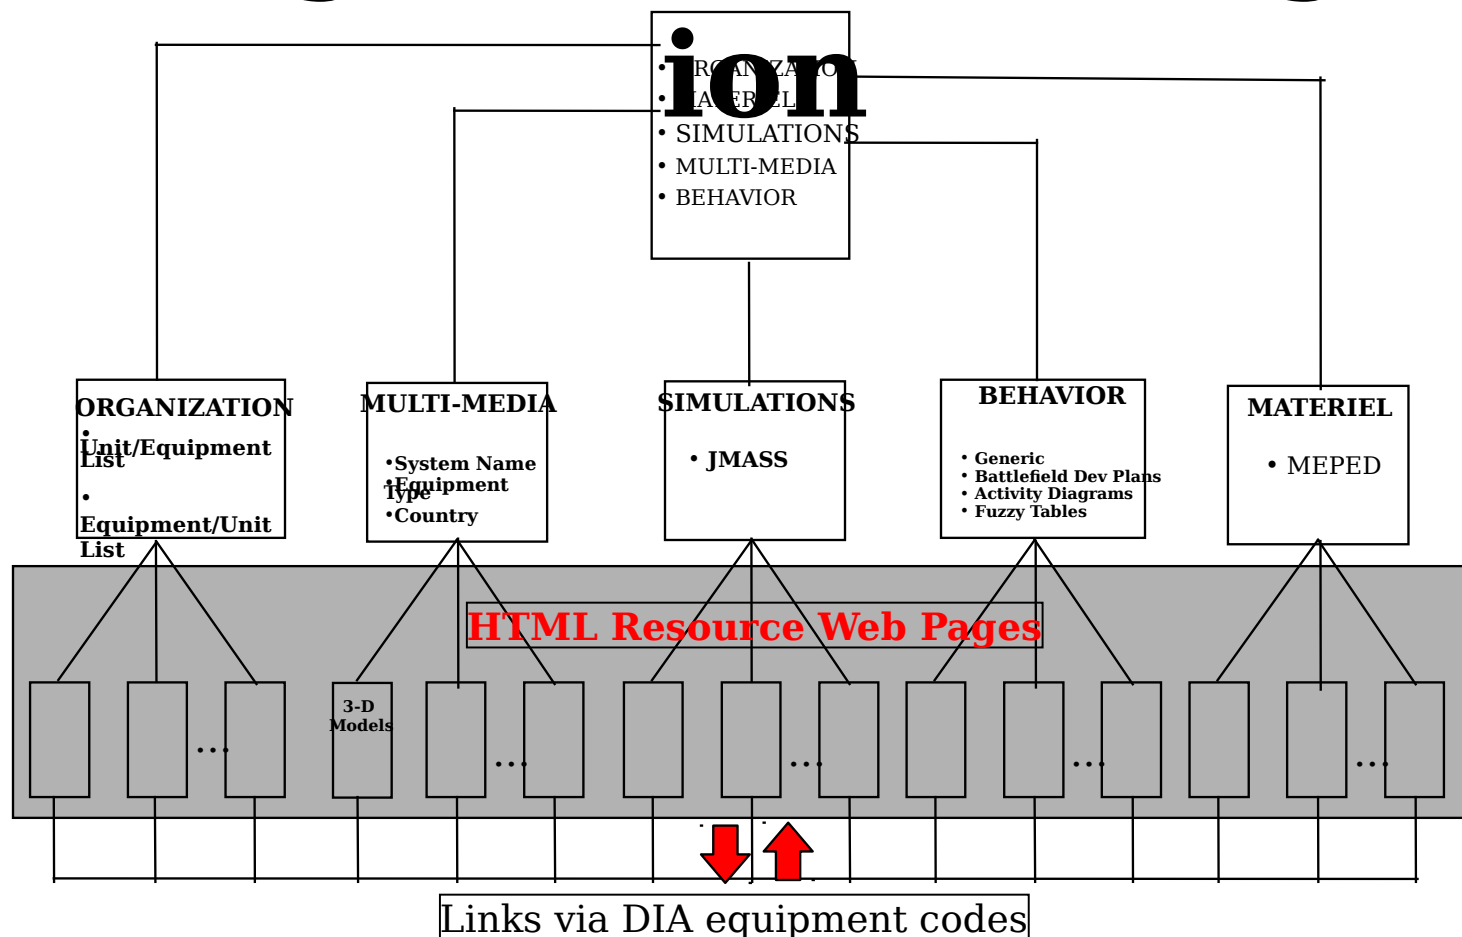 ion
• ORGANIZATION
• MATERIEL
• SIMULATIONS
• MULTI-MEDIA
• BEHAVIOR
ORGANIZATION
•
Unit/Equipment
List
•
Equipment/Unit
List
MULTI-MEDIA
•System Name
•Equipment
Type
•Country
SIMULATIONS
• JMASS
BEHAVIOR
• Generic
• Battlefield Dev Plans
• Activity Diagrams
• Fuzzy Tables
MATERIEL
• MEPED
HTML Resource Web Pages
3-D
Models
...
...
...
...
...
Links via DIA equipment codes